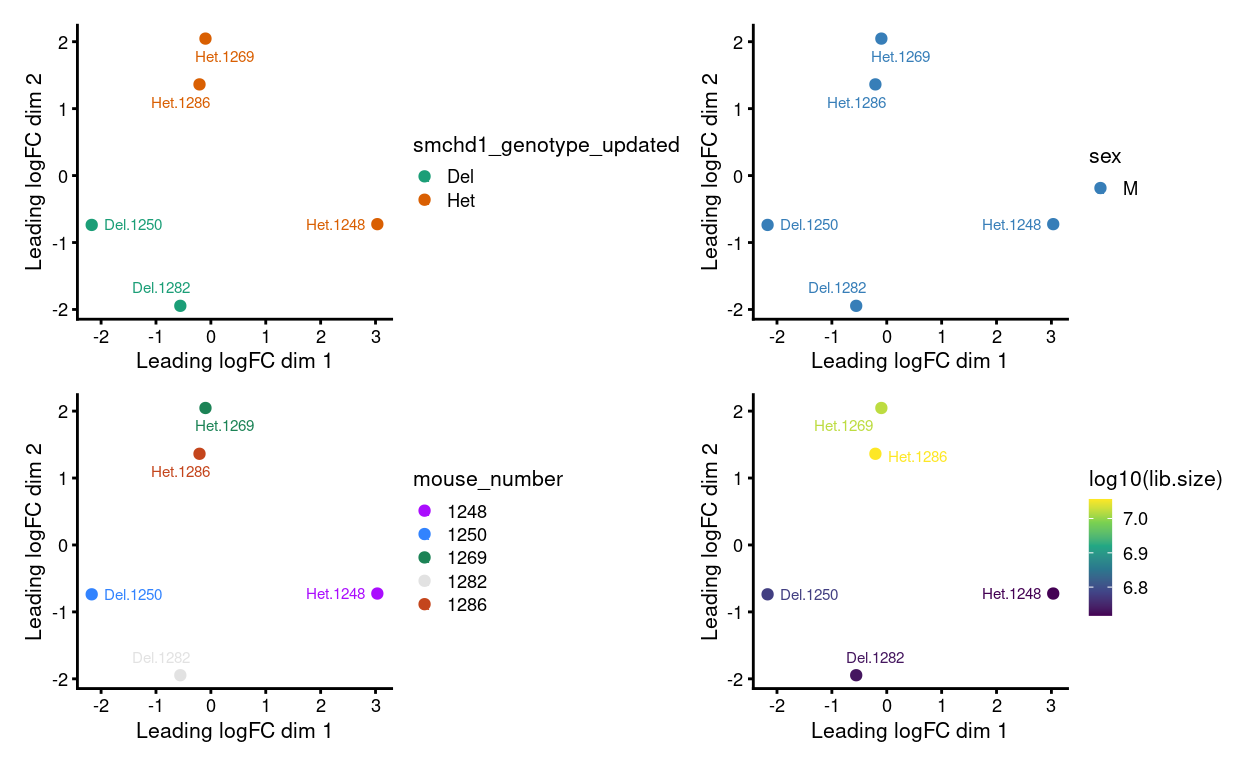 2
1
0
-1
-2
Leading logFC dim 2
Het.1269
Het.1286
Del.1250
Het.1248
Del.1282
-2 -1 0 1 2 3
Leading logFC dim 1
smchd1_genotype_updated
Del
Het
2
1
0
-1
-2
Leading logFC dim 2
Het.1269
Het.1286
Del.1250
Het.1248
Del.1282
-2 -1 0 1 2 3
Leading logFC dim 1
sex
M
2
1
0
-1
-2
Leading logFC dim 2
Het.1269
Het.1286
Del.1250
Het.1248
Del.1282
-2 -1 0 1 2 3
Leading logFC dim 1
mouse_number
1248
1250
1269
1282
1286
2
1
0
-1
-2
Leading logFC dim 2
Het.1269
Het.1286
Del.1250
Het.1248
Del.1282
-2 -1 0 1 2 3
Leading logFC dim 1
log10(lib.size)
7.0
6.9
6.8